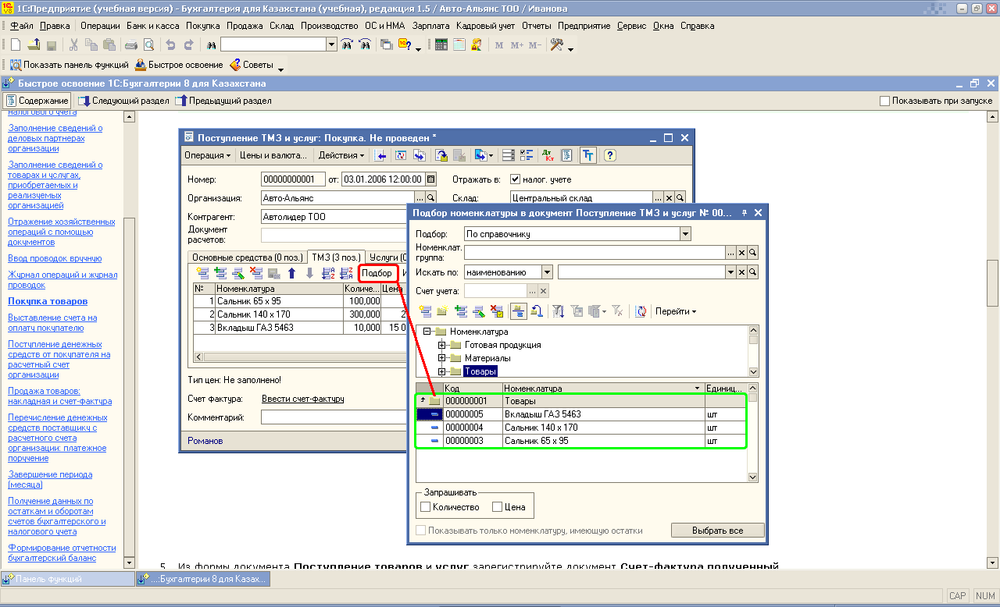 1С:Предприятие (учебная версия) - Бухгалтерия для Казахстана (учебная), редакция 1.5 / Авто-Альянс ТОО / Иванова
Файл Правка Операции Банк и касса Покупка Продажа Склад Производство ОС и НМА Зарплата Кадровый учет Отчеты Предприятие Сервис Окна Справка
M M+ M-
Показать панель функций Быстрое освоение Советы
Быстрое освоение 1С:Бухгалтерии 8 для Казахстана
Содержание Следующий раздел Предыдущий раздел Показывать при запуске
налогового учета
Заполнение сведений о
деловых партнерах
организации
Заполнение сведений о
товарах и услугах,
приобретаемых и
реализуемых
организацией
Отражение хозяйственных
операций с помощью
документов
Ввод проводок вручную
Журнал операций и журнал
проводок
Покупка товаров
Выставление счета на
оплату покупателю
Поступление денежных
средств от покупателя на
расчетный счет
организации
Продажа товаров:
накладная и счет-фактура
Перечисление денежных
средств поставщику с
расчетного счета
организации: платежное
поручение
Завершение периода
(месяца)
Получение данных по
остаткам и оборотам
счетов бухгалтерского и
налогового учета
Формирование отчетности
бухгалтерский баланс
Поступление ТМЗ и услуг: Покупка. Не проведен *
Операция Цены и валюта... Действия
Номер: 00000000001 от: 03.01.2006 12:00:00 Отражать в: налог. учете
Организация: Авто-Альянс Склад: Центральный склад
Контрагент: Автолидер ТОО
Документ
расчетов:
Основные средства (0 поз.) ТМЗ (3 поз.) Услуги (0
Подбор
№ Номенклатура Количе... Цена
1 Сальник 65 x 95 100,000
2 Сальник 140 x 170 300,000 2
3 Вкладыш ГАЗ 5463 10,000 15 0
Тип цен: Не заполнено!
Счет фактура: Ввести счет-фактуру
Комментарий:
Романов
Подбор номенклатуры в документ Поступление ТМЗ и услуг № 00...
Подбор: По справочнику
Номенклат.
группа:
Искать по: наименованию
Счет учета:
Перейти
Номенклатура
Готовая продукция
Материалы
Товары
Код Номенклатура Единиц...
000000001 Товары
00000005 Вкладыш ГАЗ 5463 шт
00000004 Сальник 140 x 170 шт
00000003 Сальник 65 x 95 шт
Запрашивать
Количество Цена
Показывать только номенклатуру, имеющую остатки
Выбрать все
5. Из формы документа Поступление товаров и услуг зарегистрируйте документ Счет-фактура полученный
Панель функций ...:Бухгалтерии 8 для Казах...
CAP NUM